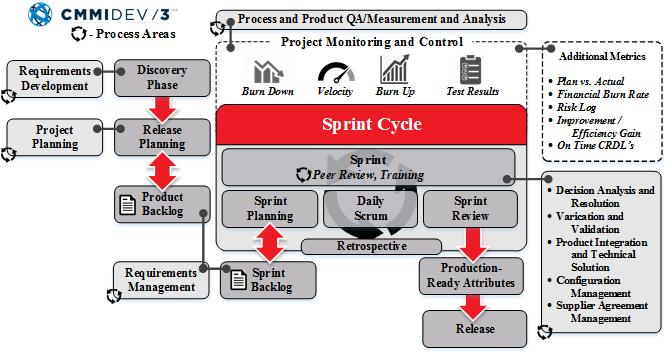 CMMIDEV/3SM
- Process Areas
Process and Product QA/Measurement and Analysis
Project Monitoring and Control
Burn Down
Velocity
Burn Up
Test Results
Additional Metrics
• Plan vs. Actual
• Financial Burn Rate
• Risk Log
• Improvement /
Efficiency Gain
• On Time CRDL's
Requirements
Development
Discovery
Phase
Project
Planning
Release
Planning
Product
Backlog
Requirements
Management
Sprint Cycle
Sprint
Peer Review, Training
Sprint
Planning
Daily
Scrum
Sprint
Review
Retrospective
Sprint
Backlog
Production-
Ready Attributes
Release
• Decision Analysis and
Resolution
• Varication and
Validation
• Product Integration
and Technical
Solution
• Configuration
Management
• Supplier Agreement
Management